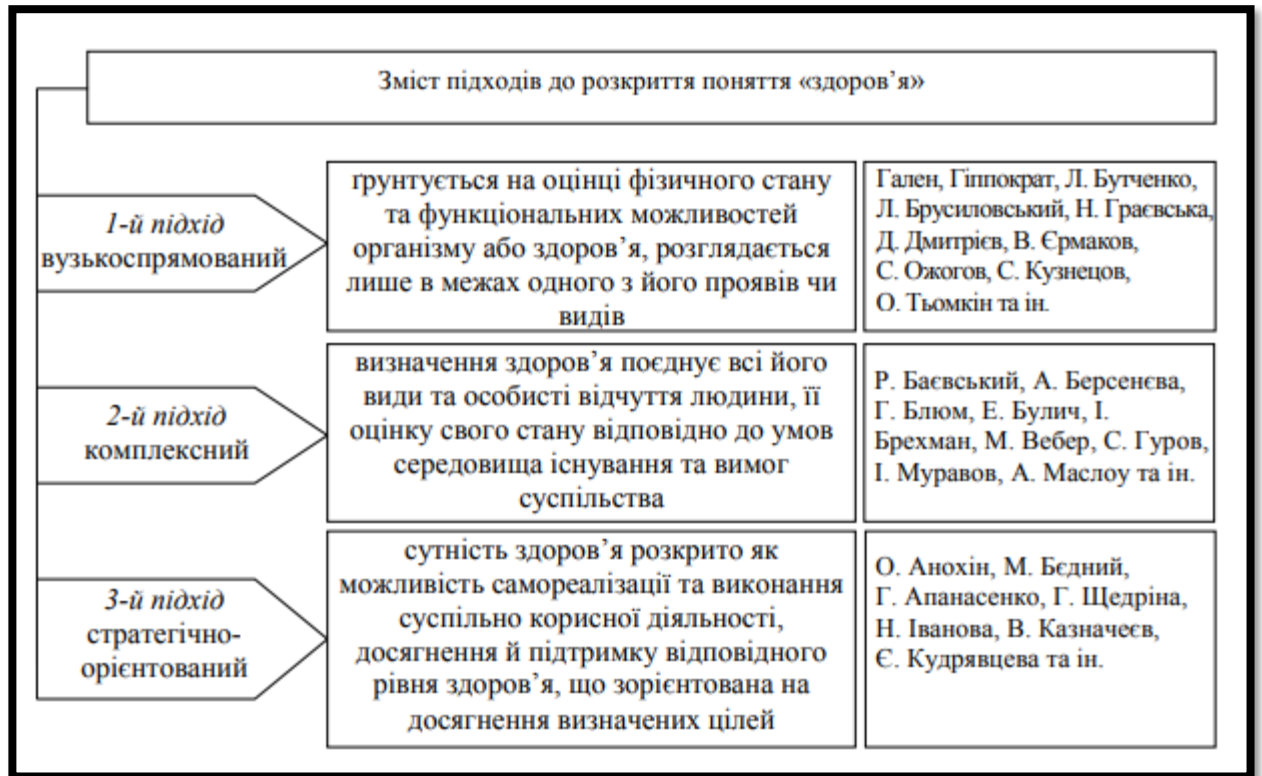 Зміст підходів до розкриття поняття «здоров’я»
1-й підхід
вузькоспрямований
ґрунтується на оцінці фізичного стану
та функціональних можливостей
організму або здоров’я, розглядається
лише в межах одного з його проявів чи
видів
Гален, Гіппократ, Л. Бутченко,
Л. Брусиловський, Н. Граєвська,
Д. Дмитрієв, В. Єрмаков,
С. Ожогов, С. Кузнецов,
О. Тьомкін та ін.
2-й підхід
комплексний
визначення здоров’я поєднує всі його
види та особисті відчуття людини, її
оцінку свого стану відповідно до умов
середовища існування та вимог
суспільства
Р. Баєвський, А. Берсенєва,
Г. Блюм, Е. Булич, І.
Брехман, М. Вебер, С. Гуров,
І. Муравов, А. Маслоу та ін.
3-й підхід
стратегічно-
орієнтований
сутність здоров’я розкрито як
можливість самореалізації та виконання
суспільно корисної діяльності,
досягнення й підтримку відповідного
рівня здоров’я, що зорієнтована на
досягнення визначених цілей
О. Анохін, М. Бєдний,
Г. Апанасенко, Г. Щедріна,
Н. Іванова, В. Казначеєв,
Є. Кудрявцева та ін.